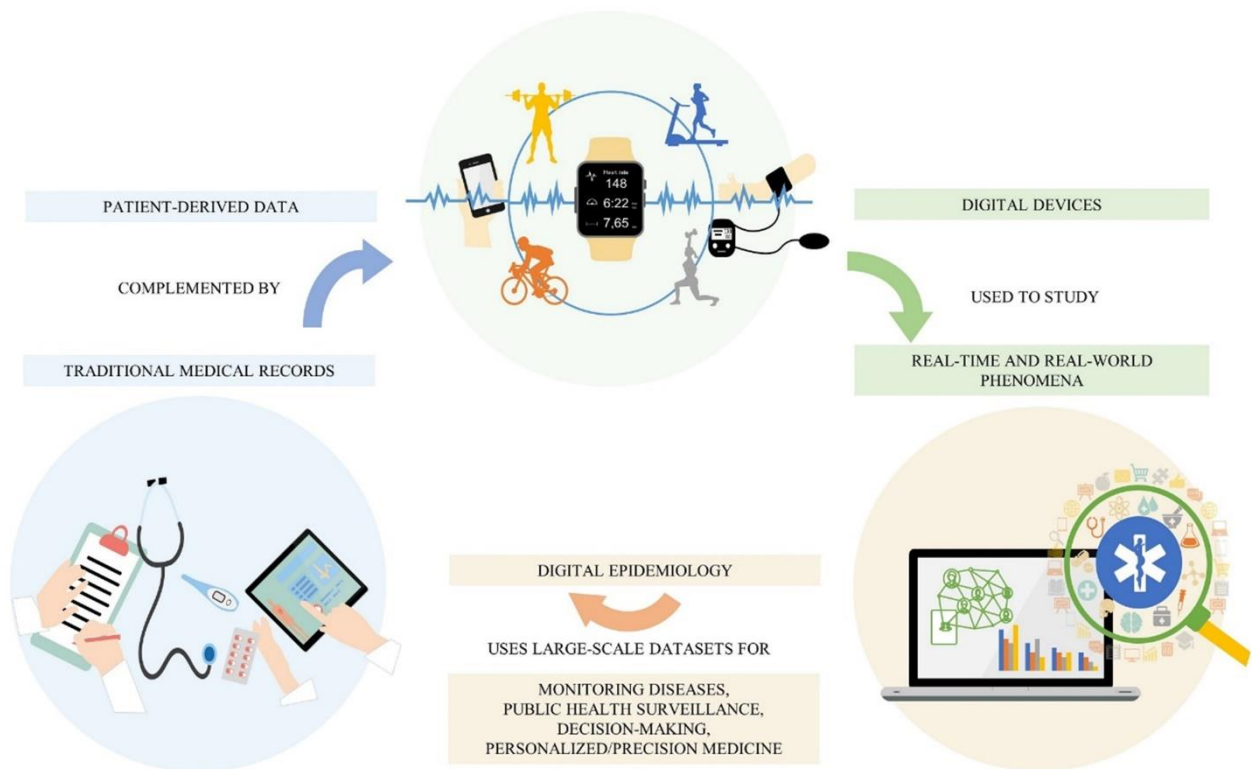 PATIENT-DERIVED DATA
COMPLEMENTED BY
TRADITIONAL MEDICAL RECORDS
Heart rate
148
6:22
7,65
DIGITAL DEVICES
USED TO STUDY
REAL-TIME AND REAL-WORLD
PHENOMENA
DIGITAL EPIDEMIOLOGY
USES LARGE-SCALE DATASETS FOR
MONITORING DISEASES,
PUBLIC HEALTH SURVEILLANCE,
DECISION-MAKING,
PERSONALIZED/PRECISION MEDICINE